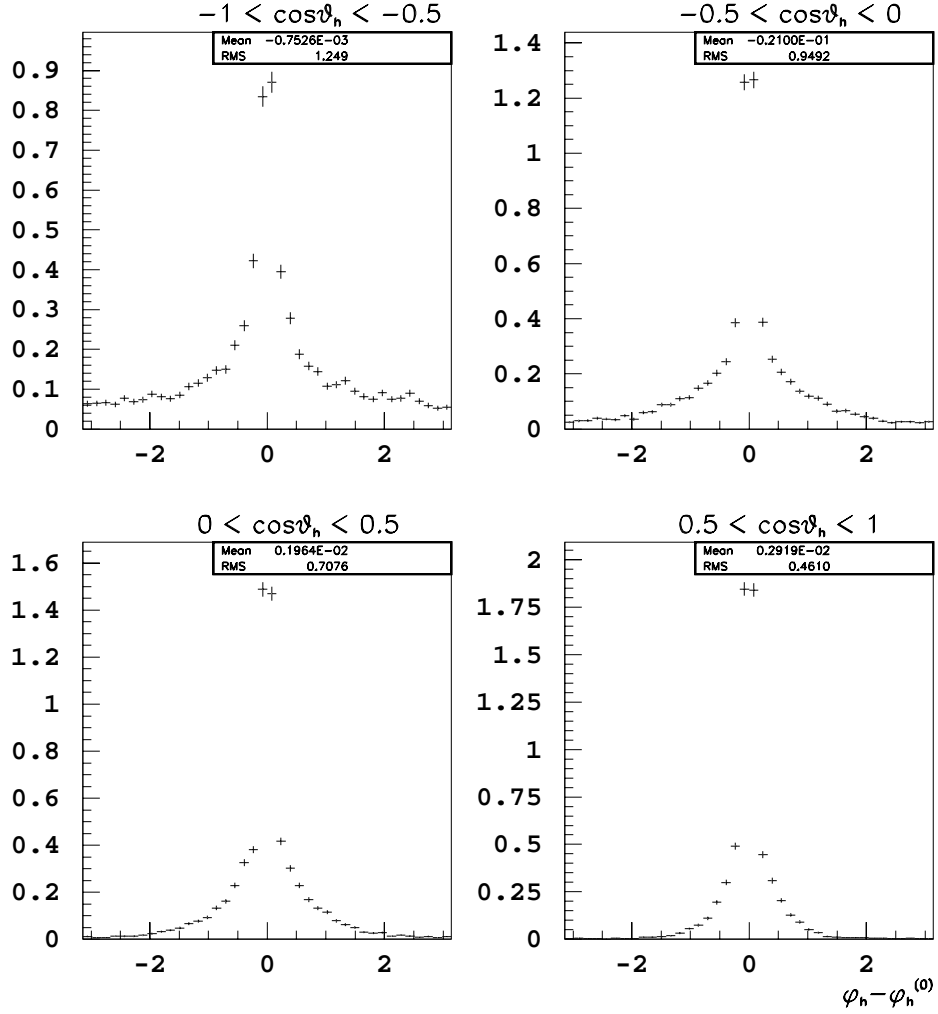 −1 < cosϑh < −0.5
Mean −0.7526E−03
RMS 1.249
0.9
0.8
0.7
0.6
0.5
0.4
0.3
0.2
0.1
0
−2 0 2
−0.5 < cosϑh < 0
Mean −0.2100E−01
RMS 0.9492
1.4
1.2
1
0.8
0.6
0.4
0.2
0
−2 0 2
0 < cosϑh < 0.5
Mean 0.1964E−02
RMS 0.7076
1.6
1.4
1.2
1
0.8
0.6
0.4
0.2
0
−2 0 2
0.5 < cosϑh < 1
Mean 0.2919E−02
RMS 0.4610
2
1.75
1.5
1.25
1
0.75
0.5
0.25
0
−2 0 2
φh−φh(0)